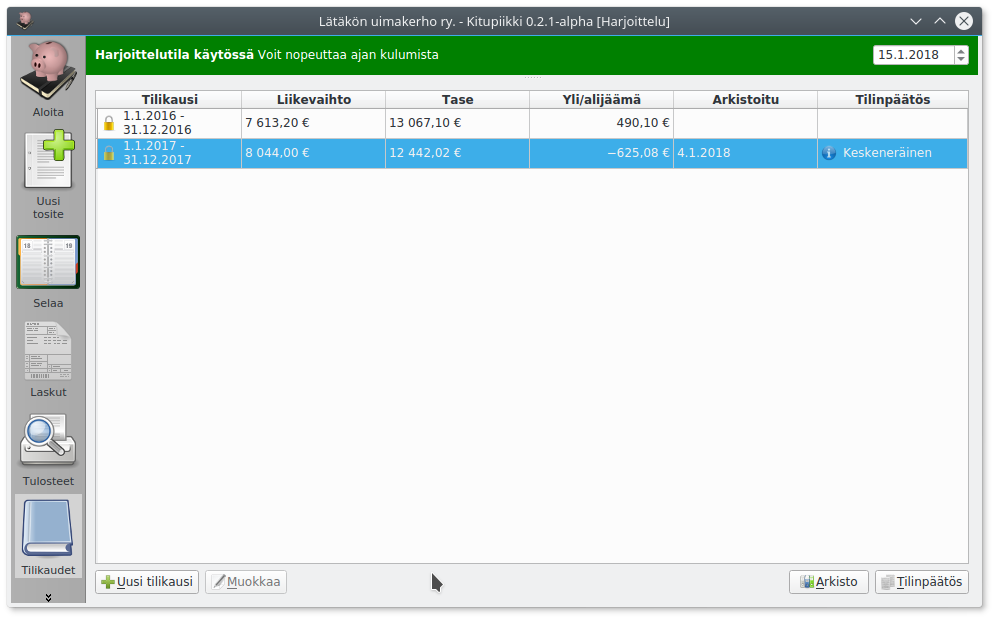 Lätäkön uimakerho ry. - Kitupiikki 0.2.1-alpha [Harjoittelu]
Harjoittelutila käytössä Voit nopeuttaa ajan kulumista
15.1.2018
Aloita
Uusi
tosite
18 19
Selaa
Laskut
Tulosteet
Tilikaudet
Tilikausi Liikevaihto Tase Yli/alijäämä Arkistoitu Tilinpäätös
1.1.2016 -
31.12.2016
7 613,20 € 13 067,10 € 490,10 €
1.1.2017 -
31.12.2017
8 044,00 € 12 442,02 € −625,08 € 4.1.2018 Keskeneräinen
Uusi tilikausi Muokkaa Arkisto Tilinpäätös